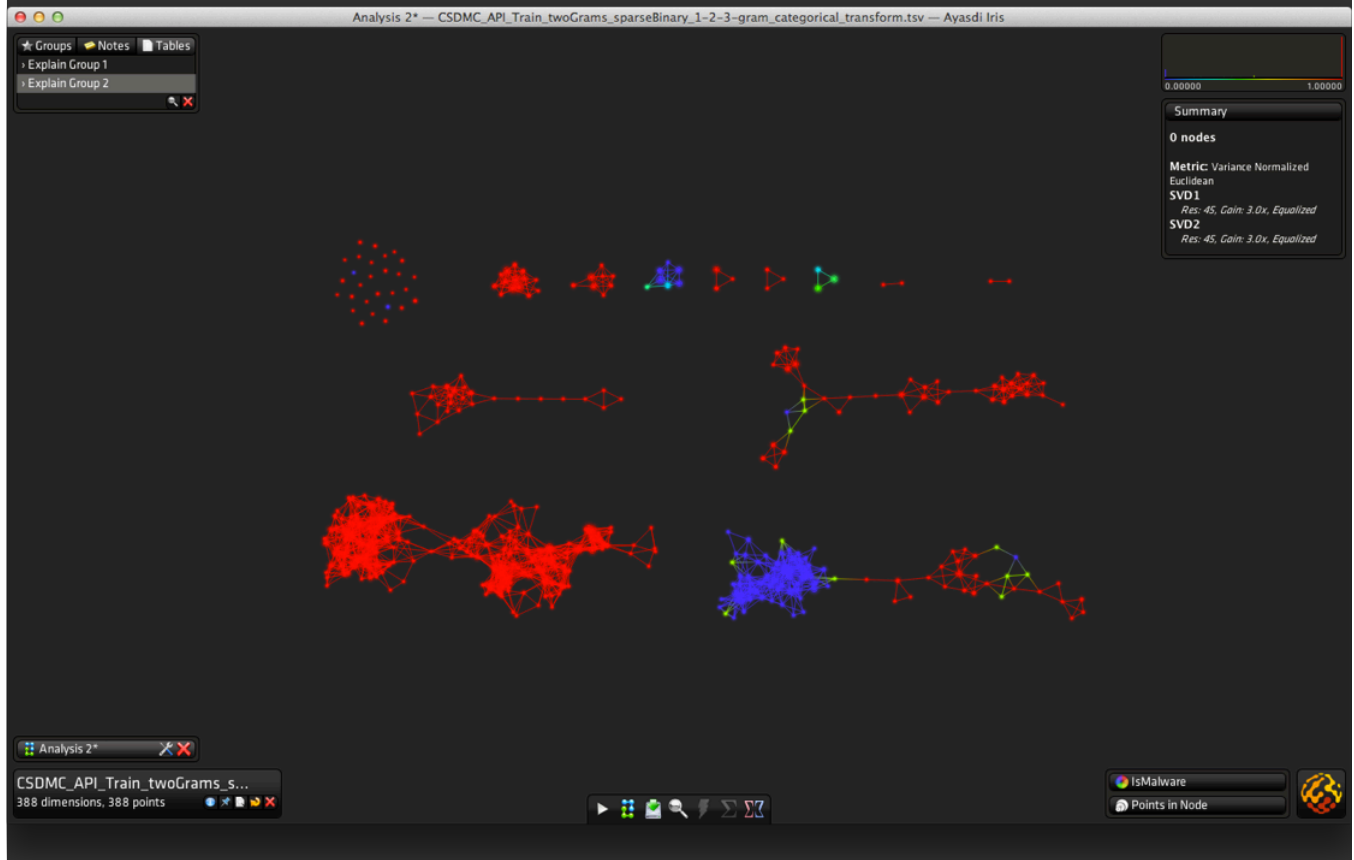 Analysis 2* — CSDMC_API_Train_twoGrams_sparseBinary_1-2-3-gram_categorical_transform.tsv — Ayasdi Iris
Groups Notes Tables
› Explain Group 1
› Explain Group 2
0.00000 1.00000
Summary
0 nodes
Metric: Variance Normalized
Euclidean
SVD1
Res: 45, Gain: 3.0x, Equalized
SVD2
Res: 45, Gain: 3.0x, Equalized
Analysis 2*
CSDMC_API_Train_twoGrams_s...
388 dimensions, 388 points
IsMalware
Points in Node